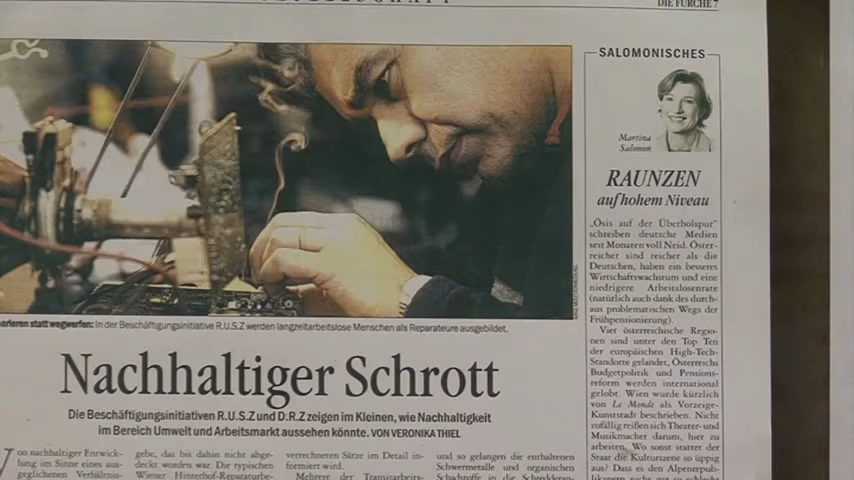 DIE FURCHE 7
SALOMONISCHES
Martina
Salomon
RAUNZEN
auf hohem Niveau
„Ösis auf der Überholspur“
schreiben deutsche Medien
seit Monaten voll Neid. Öster-
reicher sind reicher als die
Deutschen, haben ein besseres
Wirtschaftswachstum und eine
niedrigere Arbeitslosenrate
(natürlich auch dank des durch-
aus problematischen Wegs der
Frühpensionierung).
Vier österreichische Regio-
nen sind unter den Top Ten
der europäischen High-Tech-
Standorte gelandet, Österreichs
Budgetpolitik und Pensions-
reform werden international
gelobt. Wien wurde kürzlich
von Le Monde als Vorzeige-
Kunststadt beschrieben. Nicht
zufällig reißen sich Theater- und
Musikmacher darum, hier zu
arbeiten. Wo sonst stattet der
Staat die Kulturszene so üppig
aus? Dass es den Alpenrepub-
parieren statt wegwerfen: In der Beschäftigungsinitiative R.U.S.Z werden langzeitarbeitslose Menschen als Reparateure ausgebildet.
Nachhaltiger Schrott
Die Beschäftigungsinitiativen R.U.S.Z und D.R.Z zeigen im Kleinen, wie Nachhaltigkeit
im Bereich Umwelt und Arbeitsmarkt aussehen könnte. VON VERONIKA THIEL
Von nachhaltiger Entwick-
lung im Sinne eines aus-
geglichenen Verhältnis-
gebe, das bis dahin nicht abge-
deckt worden war. Die typischen
Wiener Hinterhof-Reparaturbe-
verrechneten Sätze im Detail in-
formiert wird.
Mehrere der Transitarbeits-
und so gelangen die enthaltenen
Schwermetalle und organischen
Schadstoffe in die Schredderan-